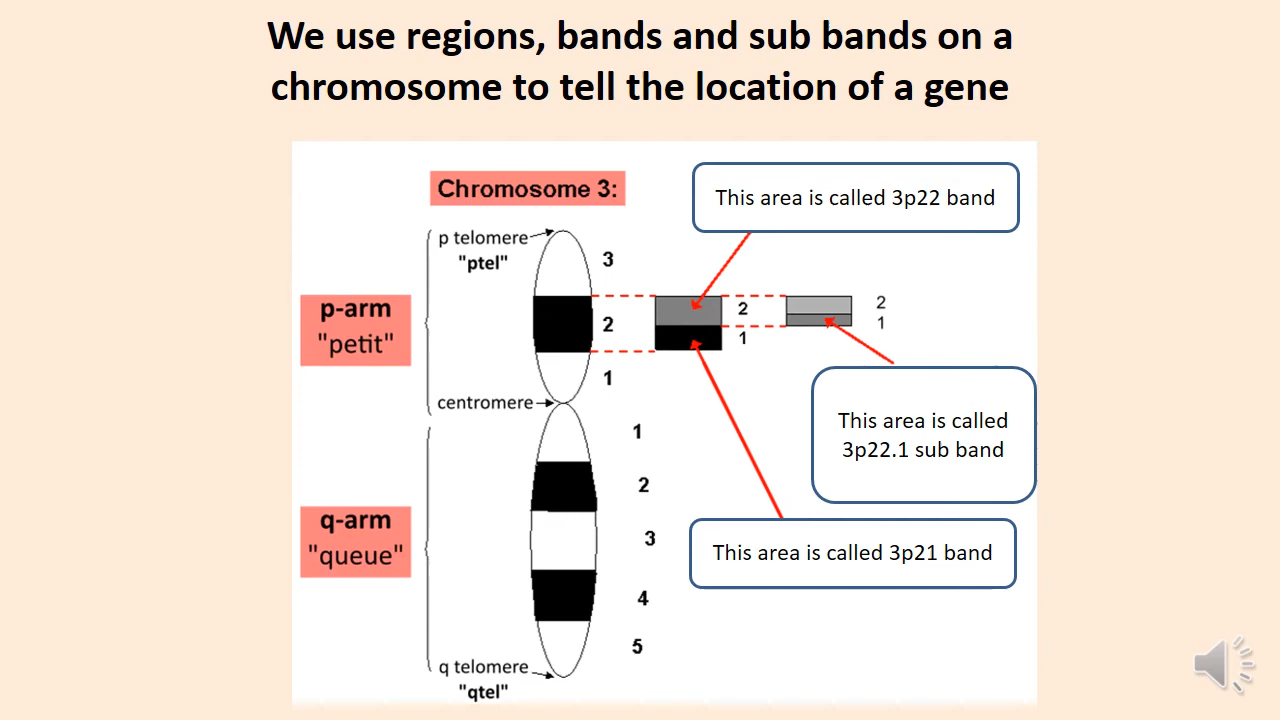 We use regions, bands and sub bands on a
chromosome to tell the location of a gene
Chromosome 3:
This area is called 3p22 band
p telomere
"ptel"
3
p-arm
"petit"
2
2
2
1
1
1
centromere
This area is called
3p22.1 sub band
1
2
q-arm
"queue"
3
This area is called 3p21 band
4
5
q telomere
"qtel"